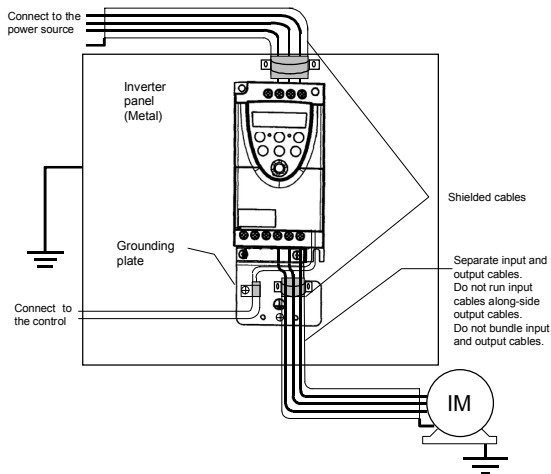 Connect to the
power source
Inverter
panel
(Metal)
Shielded cables
Grounding
plate
Separate input and
output cables.
Do not run input
cables along-side
output cables.
Do not bundle input
and output cables.
Connect to
the control
IM